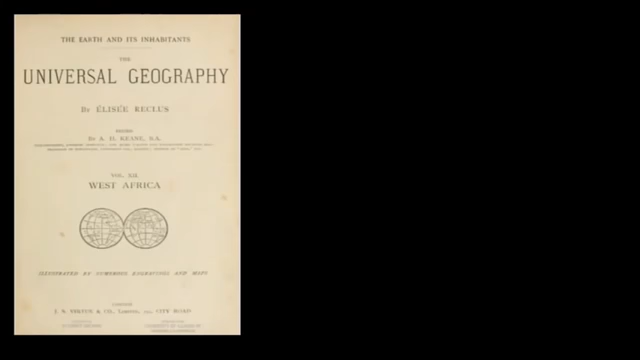 THE EARTH AND ITS INHABITANTS
THE
UNIVERSAL GEOGRAPHY
By ÉLISÉE RECLUS
EDITED
By A. H. KEANE, B.A.
VOL. XII.
WEST AFRICA
ILLUSTRATED BY NUMEROUS ENGRAVINGS AND MAPS
LONDON
J. S. VIRTUE & CO., Limited, CITY ROAD